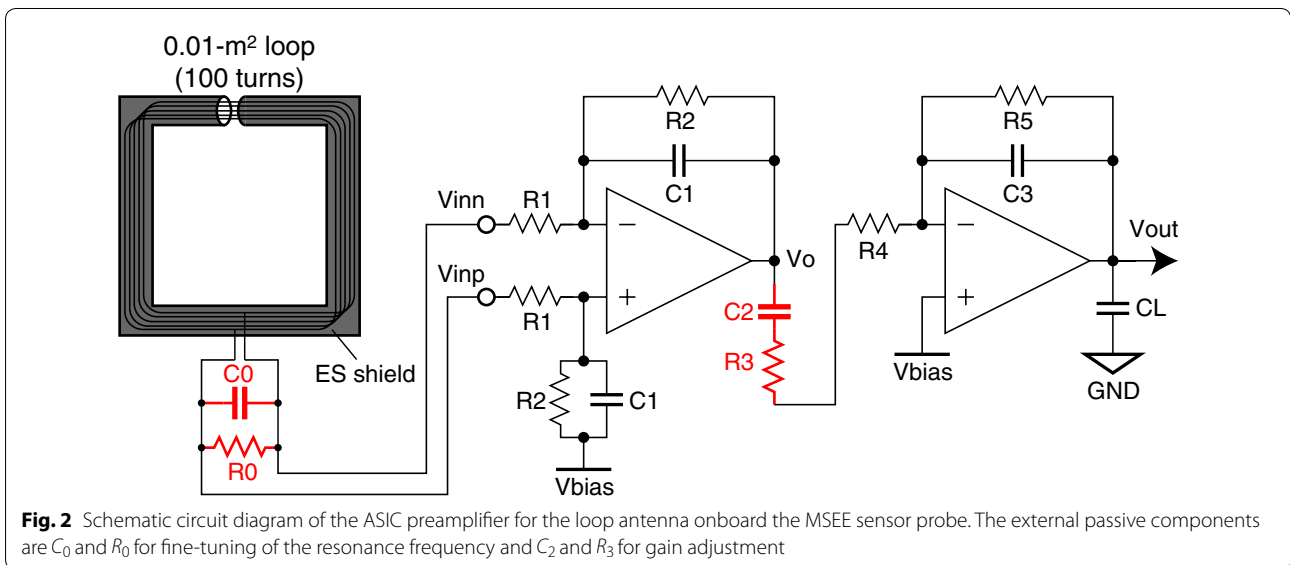 0.01-m² loop
(100 turns)
ES shield
C0
R0
Vinn
Vinp
R1
R1
R2
C1
−
+
R2
C1
Vbias
Vo
C2
R3
R4
R5
C3
−
+
Vbias
Vout
CL
GND
Fig. 2 Schematic circuit diagram of the ASIC preamplifier for the loop antenna onboard the MSEE sensor probe. The external passive components
are C₀ and R₀ for fine-tuning of the resonance frequency and C₂ and R₃ for gain adjustment